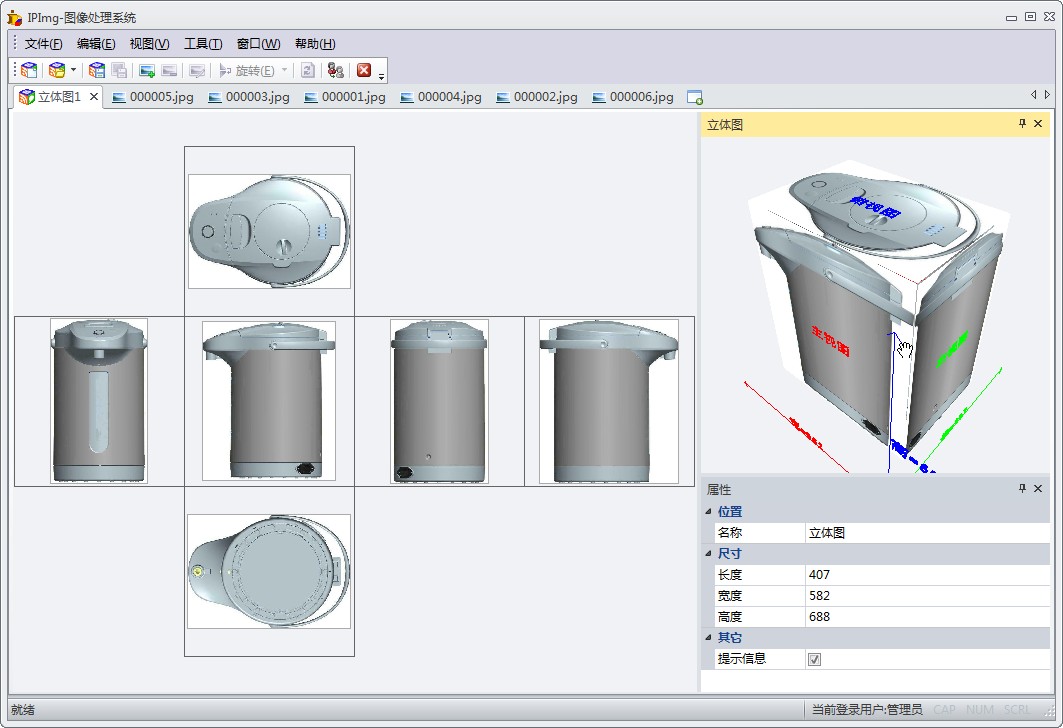 IPImg-图像处理系统
文件(F) 编辑(E) 视图(V) 工具(T) 窗口(W) 帮助(H)
旋转(E)
立体图1 000005.jpg 000003.jpg 000001.jpg 000004.jpg 000002.jpg 000006.jpg
立体图
俯视图
主视图
属性
位置
名称 立体图
尺寸
长度 407
宽度 582
高度 688
其它
提示信息
就绪
当前登录用户:管理员 CAP NUM SCRL